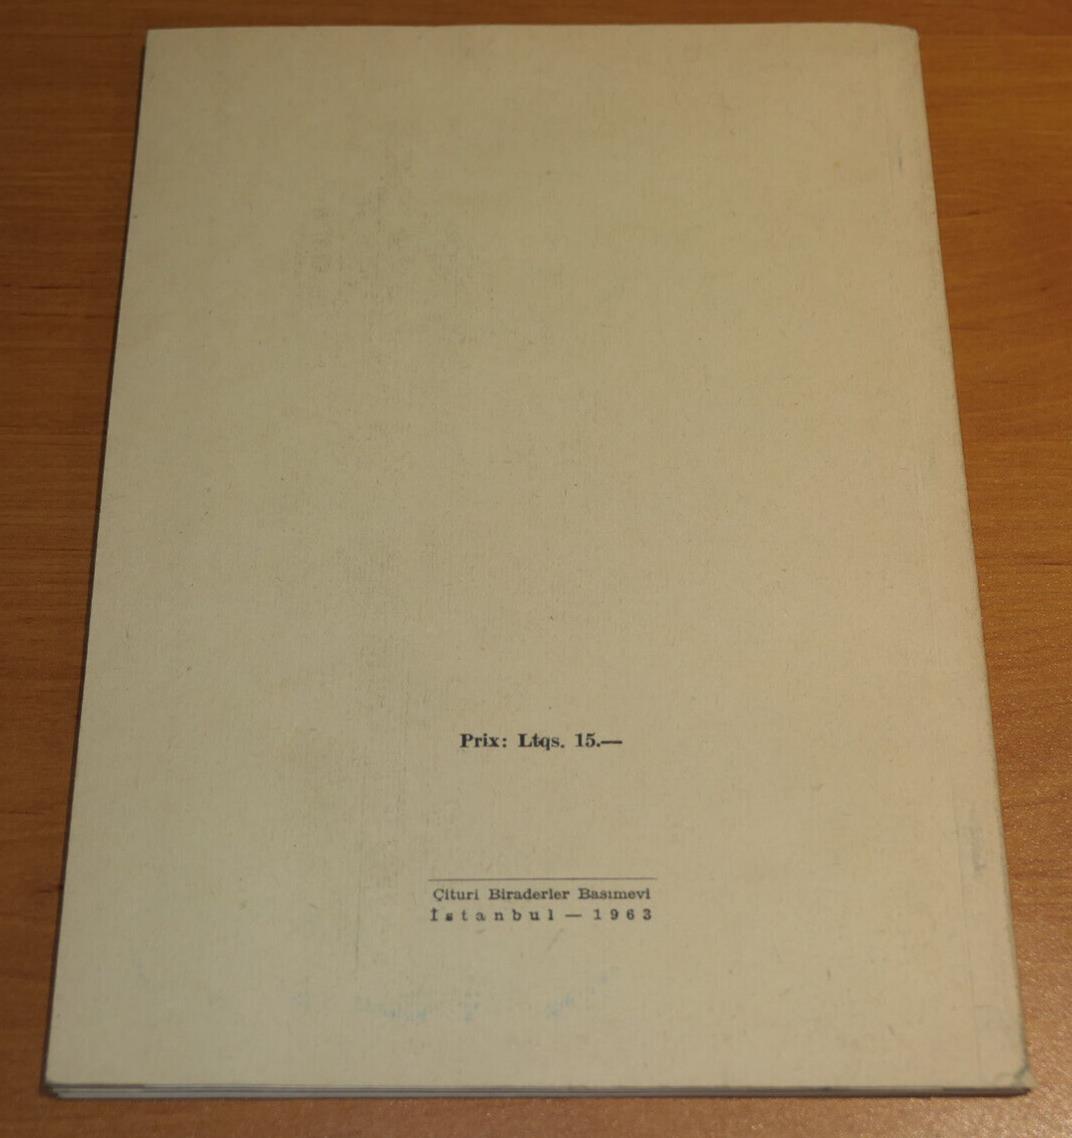 Prix: Ltqs. 15.—
Çituri Biraderler Basımevi
İstanbul — 1963